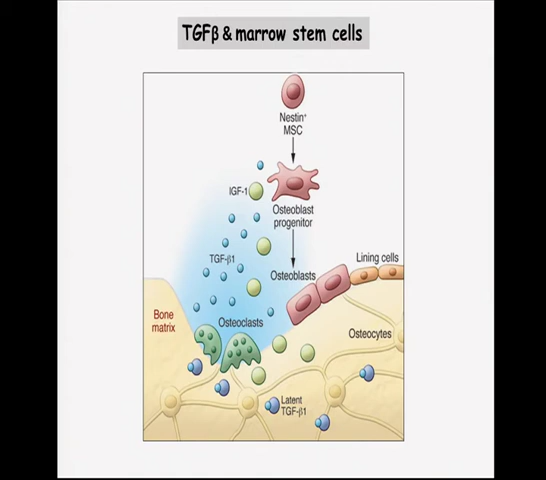 TGFβ & marrow stem cells
Nestin⁺
MSC
IGF-1
Osteoblast
progenitor
TGF-β1
Osteoblasts
Lining cells
Bone
matrix
Osteoclasts
Osteocytes
Latent
TGF-β1